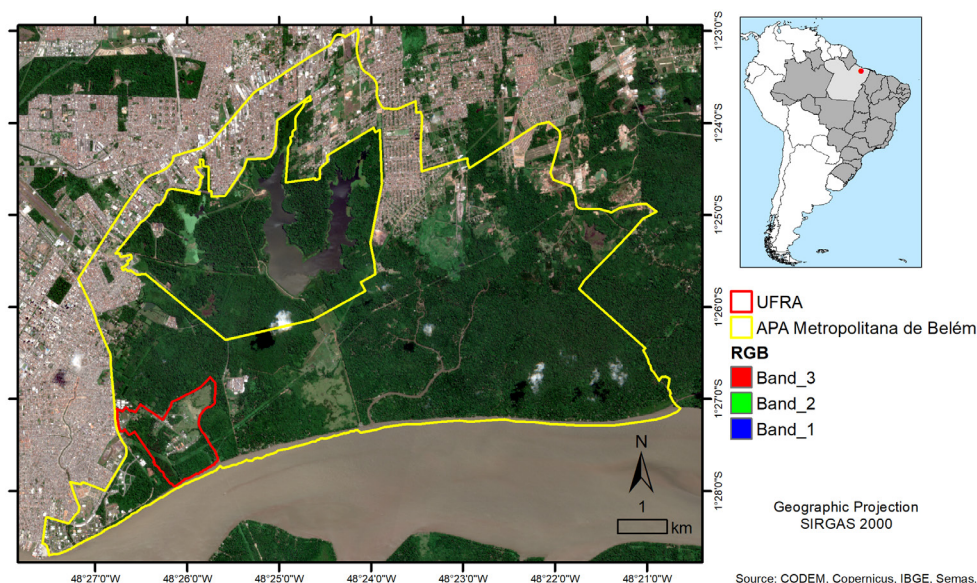 1°23'0"S
1°24'0"S
1°25'0"S
1°26'0"S
1°27'0"S
1°28'0"S
N
1
km
48°27'0"W 48°26'0"W 48°25'0"W 48°24'0"W 48°23'0"W 48°22'0"W 48°21'0"W
UFRA
APA Metropolitana de Belém
RGB
Band_3
Band_2
Band_1
Geographic Projection
SIRGAS 2000
Source: CODEM, Copernicus, IBGE, Semas